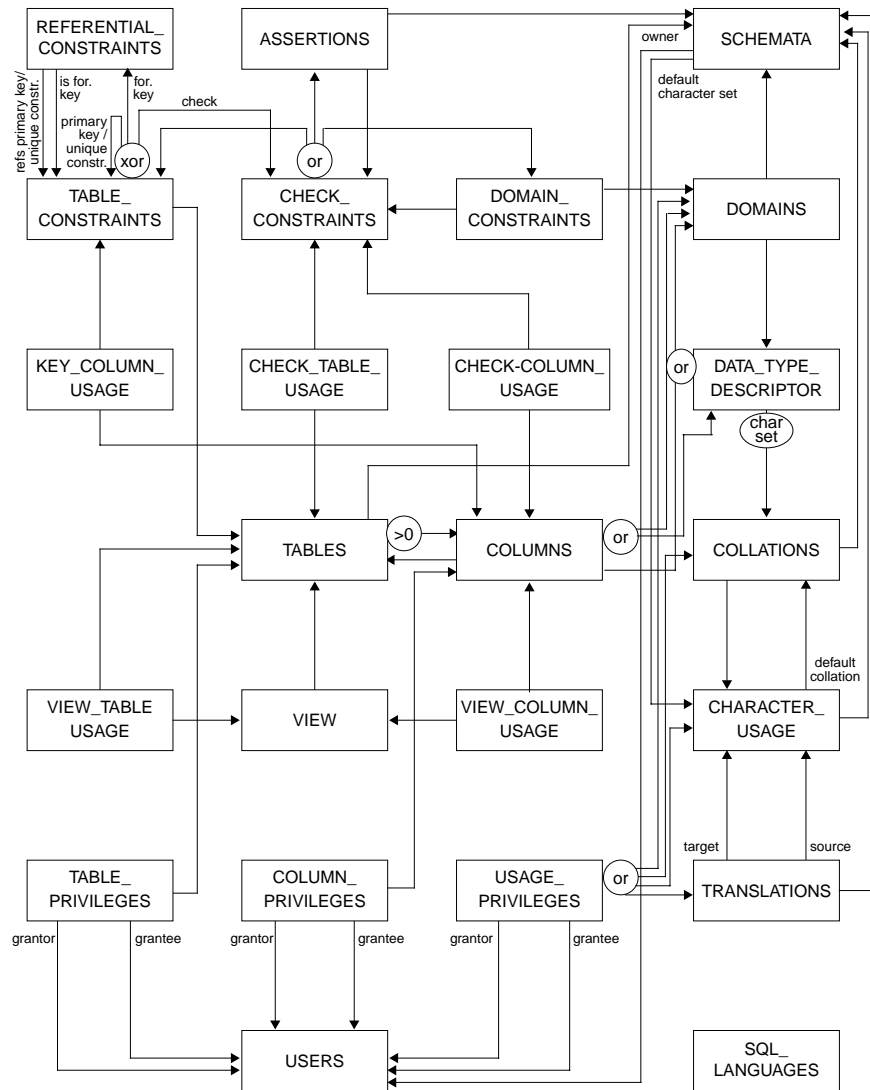 REFERENTIAL_
CONSTRAINTS
ASSERTIONS
SCHEMATA
owner
default
character set
refs primary key/
unique constr.
is for.
key
for.
key
check
primary
key /
unique
constr.
xor
or
TABLE_
CONSTRAINTS
CHECK_
CONSTRAINTS
DOMAIN_
CONSTRAINTS
DOMAINS
KEY_COLUMN_
USAGE
CHECK_TABLE_
USAGE
CHECK-COLUMN_
USAGE
or
DATA_TYPE_
DESCRIPTOR
char
set
TABLES
>0
COLUMNS
or
COLLATIONS
default
collation
VIEW_TABLE
USAGE
VIEW
VIEW_COLUMN_
USAGE
CHARACTER_
USAGE
target
source
TABLE_
PRIVILEGES
COLUMN_
PRIVILEGES
USAGE_
PRIVILEGES
or
TRANSLATIONS
grantor
grantee
grantor
grantee
grantor
grantee
USERS
SQL_
LANGUAGES